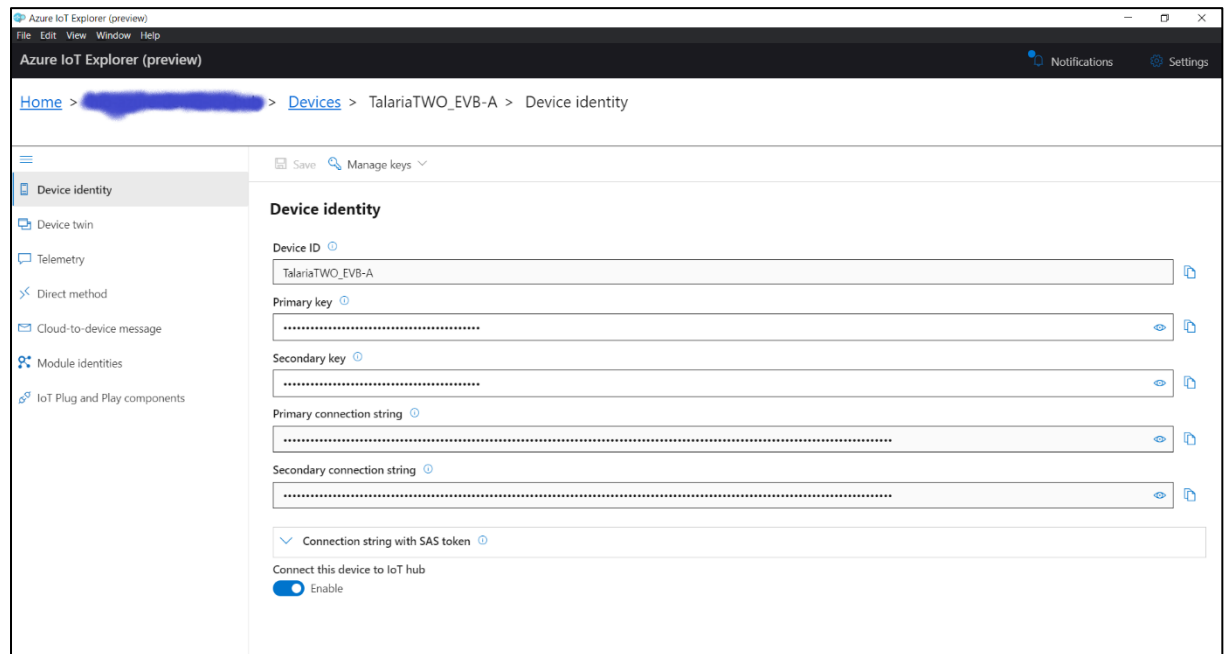 Azure IoT Explorer (preview)
File Edit View Window Help
Azure IoT Explorer (preview)
Notifications
Settings
Home > > Devices > TalariaTWO_EVB-A > Device identity
Save Manage keys
Device identity
Device twin
Telemetry
Direct method
Cloud-to-device message
Module identities
IoT Plug and Play components
Device identity
Device ID
TalariaTWO_EVB-A
Primary key
Secondary key
Primary connection string
Secondary connection string
Connection string with SAS token
Connect this device to IoT hub
Enable